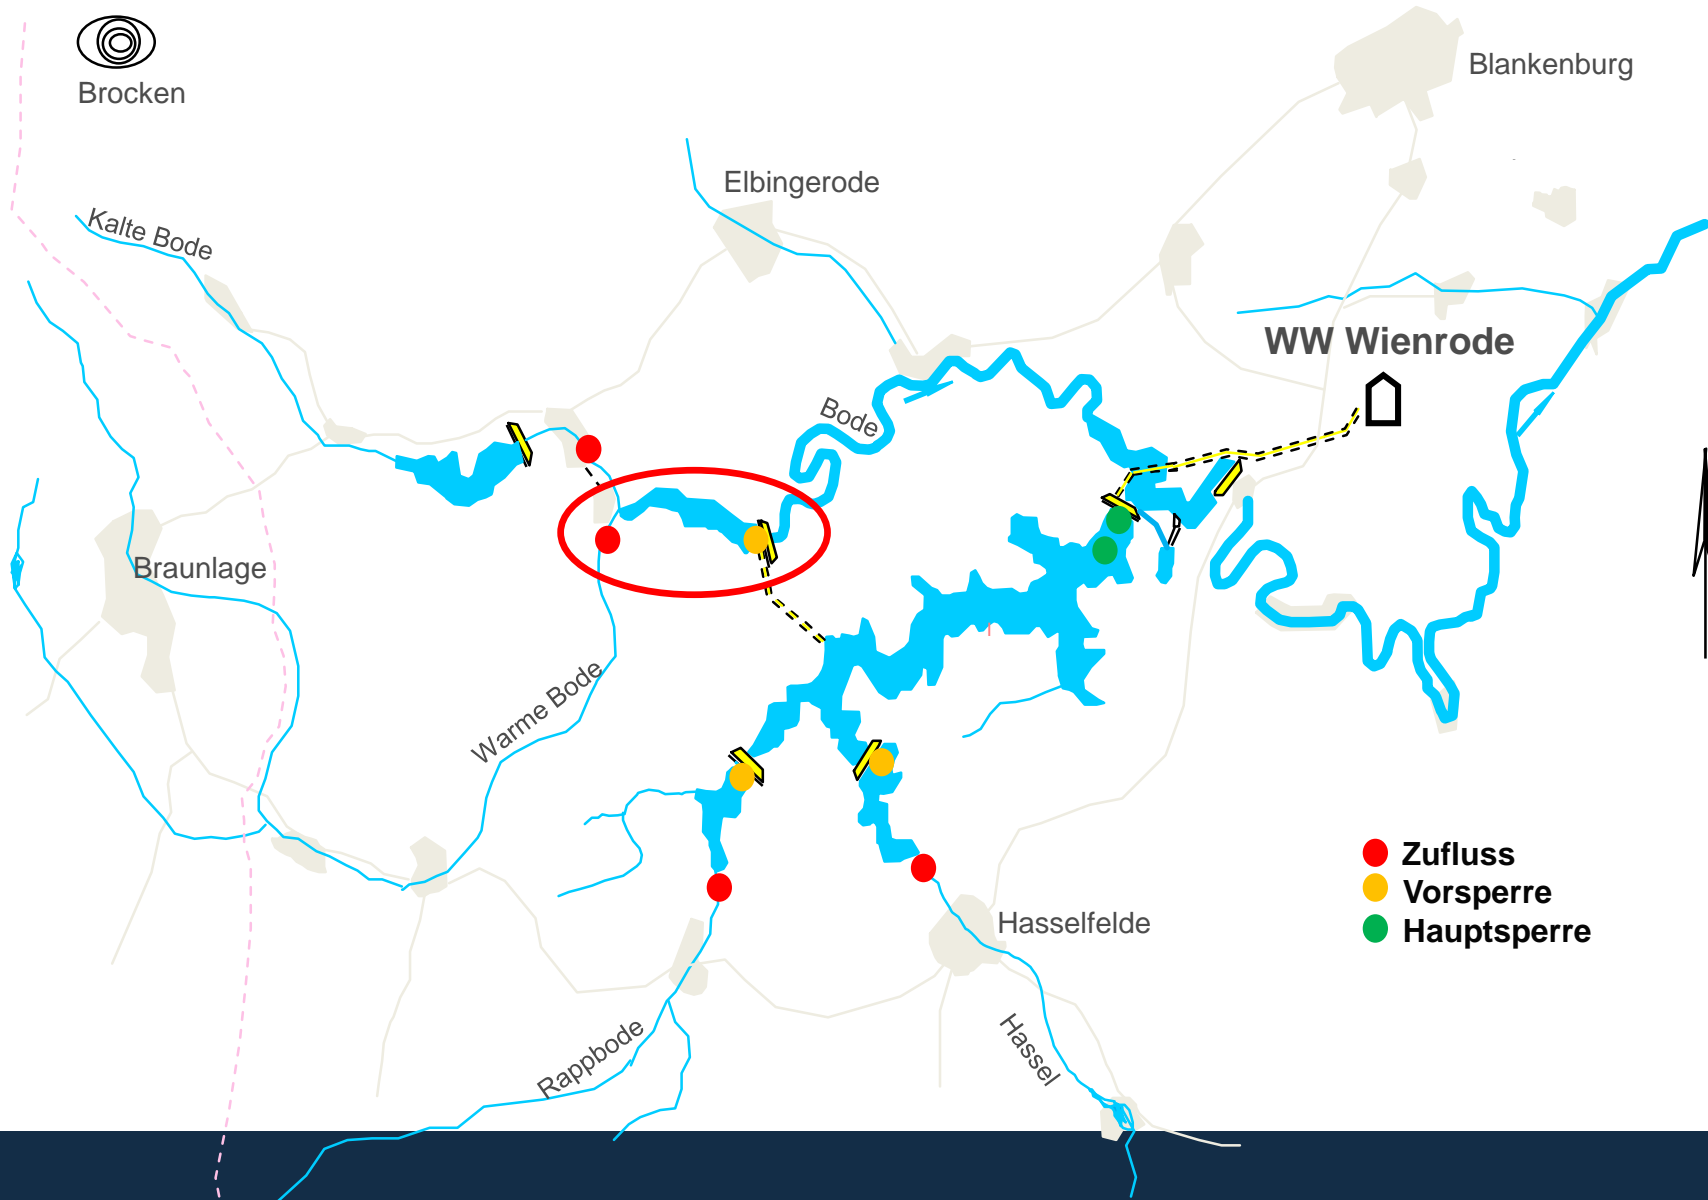 Brocken
Blankenburg
Elbingerode
Kalte Bode
WW Wienrode
Bode
Braunlage
Warme Bode
Zufluss
Vorsperre
Hauptsperre
Hasselfelde
Rappbode
Hassel